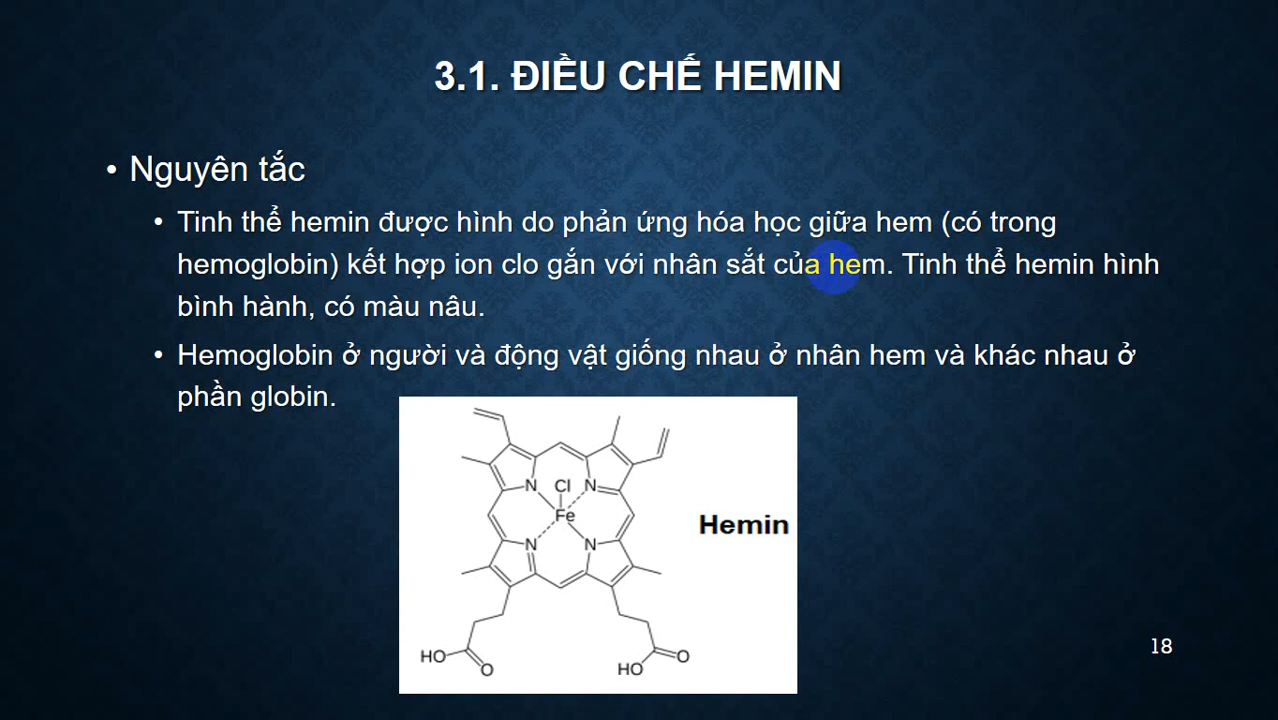 3.1. ĐIỀU CHẾ HEMIN
• Nguyên tắc
• Tinh thể hemin được hình do phản ứng hóa học giữa hem (có trong
hemoglobin) kết hợp ion clo gắn với nhân sắt của hem. Tinh thể hemin hình
bình hành, có màu nâu.
• Hemoglobin ở người và động vật giống nhau ở nhân hem và khác nhau ở
phần globin.
N Cl N
Fe
Hemin
N N
HO O HO O
18